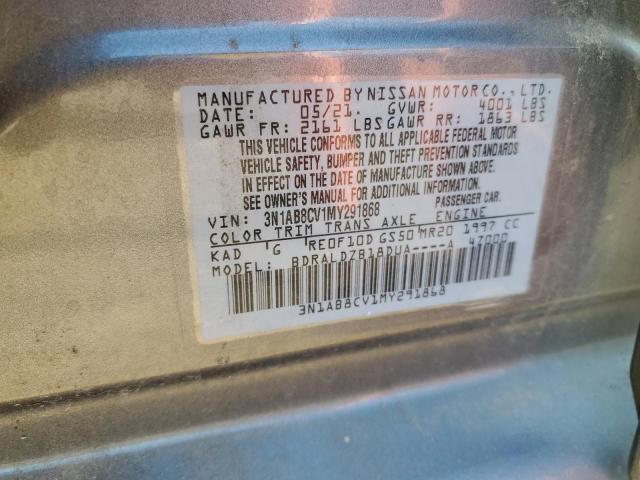 MANUFACTURED BY NISSAN MOTOR CO., LTD.
DATE: 05/21. GVWR: 4001 LBS
GAWR FR: 2161 LBS GAWR RR: 1863 LBS
THIS VEHICLE CONFORMS TO ALL APPLICABLE FEDERAL MOTOR
VEHICLE SAFETY, BUMPER AND THEFT PREVENTION STANDARDS
IN EFFECT ON THE DATE OF MANUFACTURE SHOWN ABOVE.
SEE OWNER'S MANUAL FOR ADDITIONAL INFORMATION.
VIN: 3N1AB8CV1MY291868 PASSENGER CAR.
COLOR TRIM TRANS AXLE ENGINE
KAD G RE0F10D GS50 MR20 1997 CC
MODEL: BDRALDZB18DUA----A 47000
3N1AB8CV1MY291868